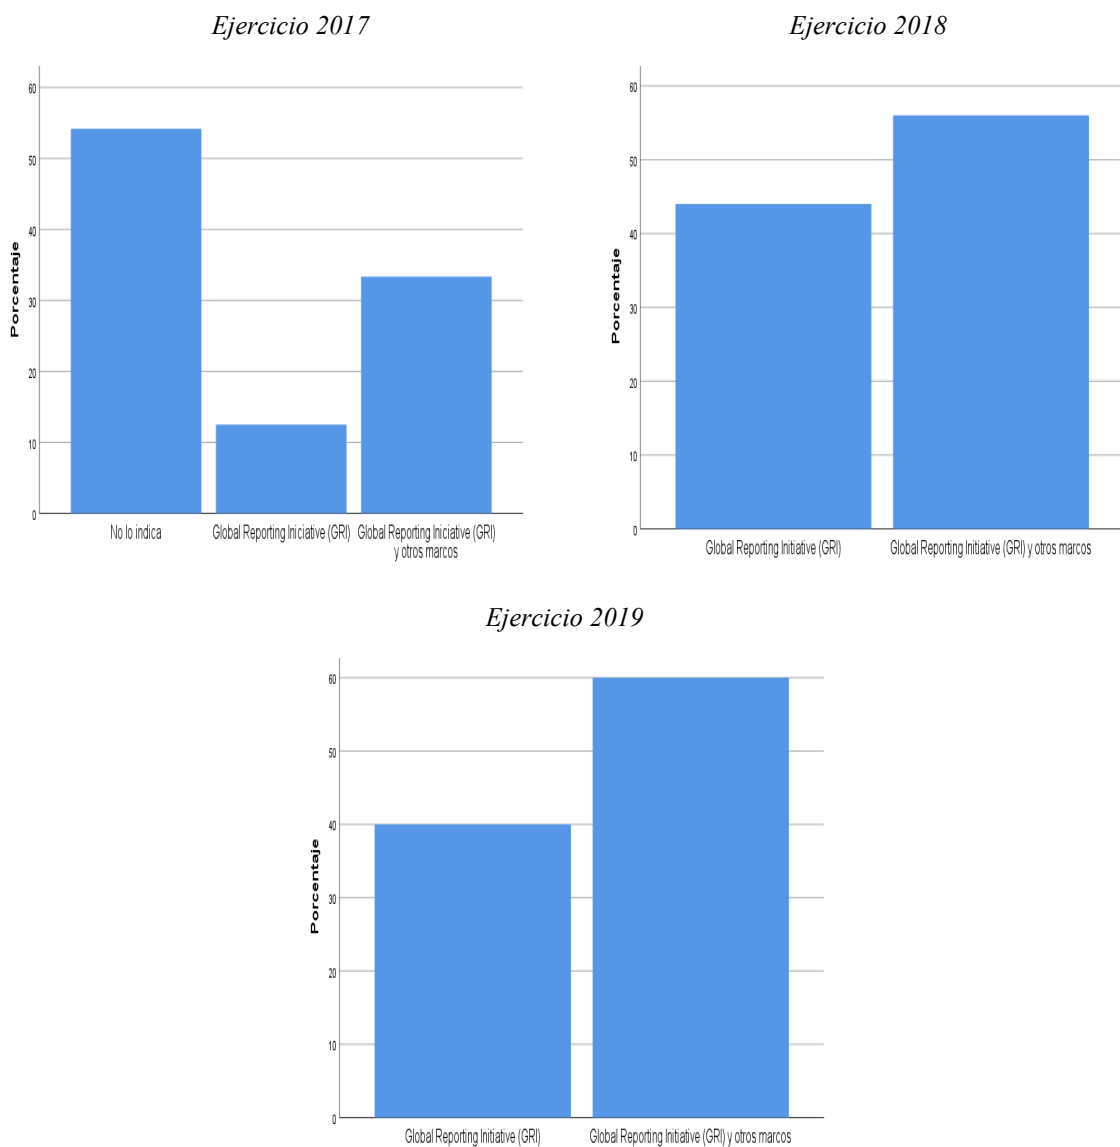 Ejercicio 2017
Porcentaje
60
50
40
30
20
10
0
No lo indica
Global Reporting Iniciative (GRI)
Global Reporting Iniciative (GRI)
y otros marcos
Ejercicio 2018
Porcentaje
60
50
40
30
20
10
0
Global Reporting Initiative (GRI)
Global Reporting Initiative (GRI) y otros marcos
Ejercicio 2019
Porcentaje
60
50
40
30
20
10
0
Global Reporting Initiative (GRI)
Global Reporting Initiative (GRI) y otros marcos